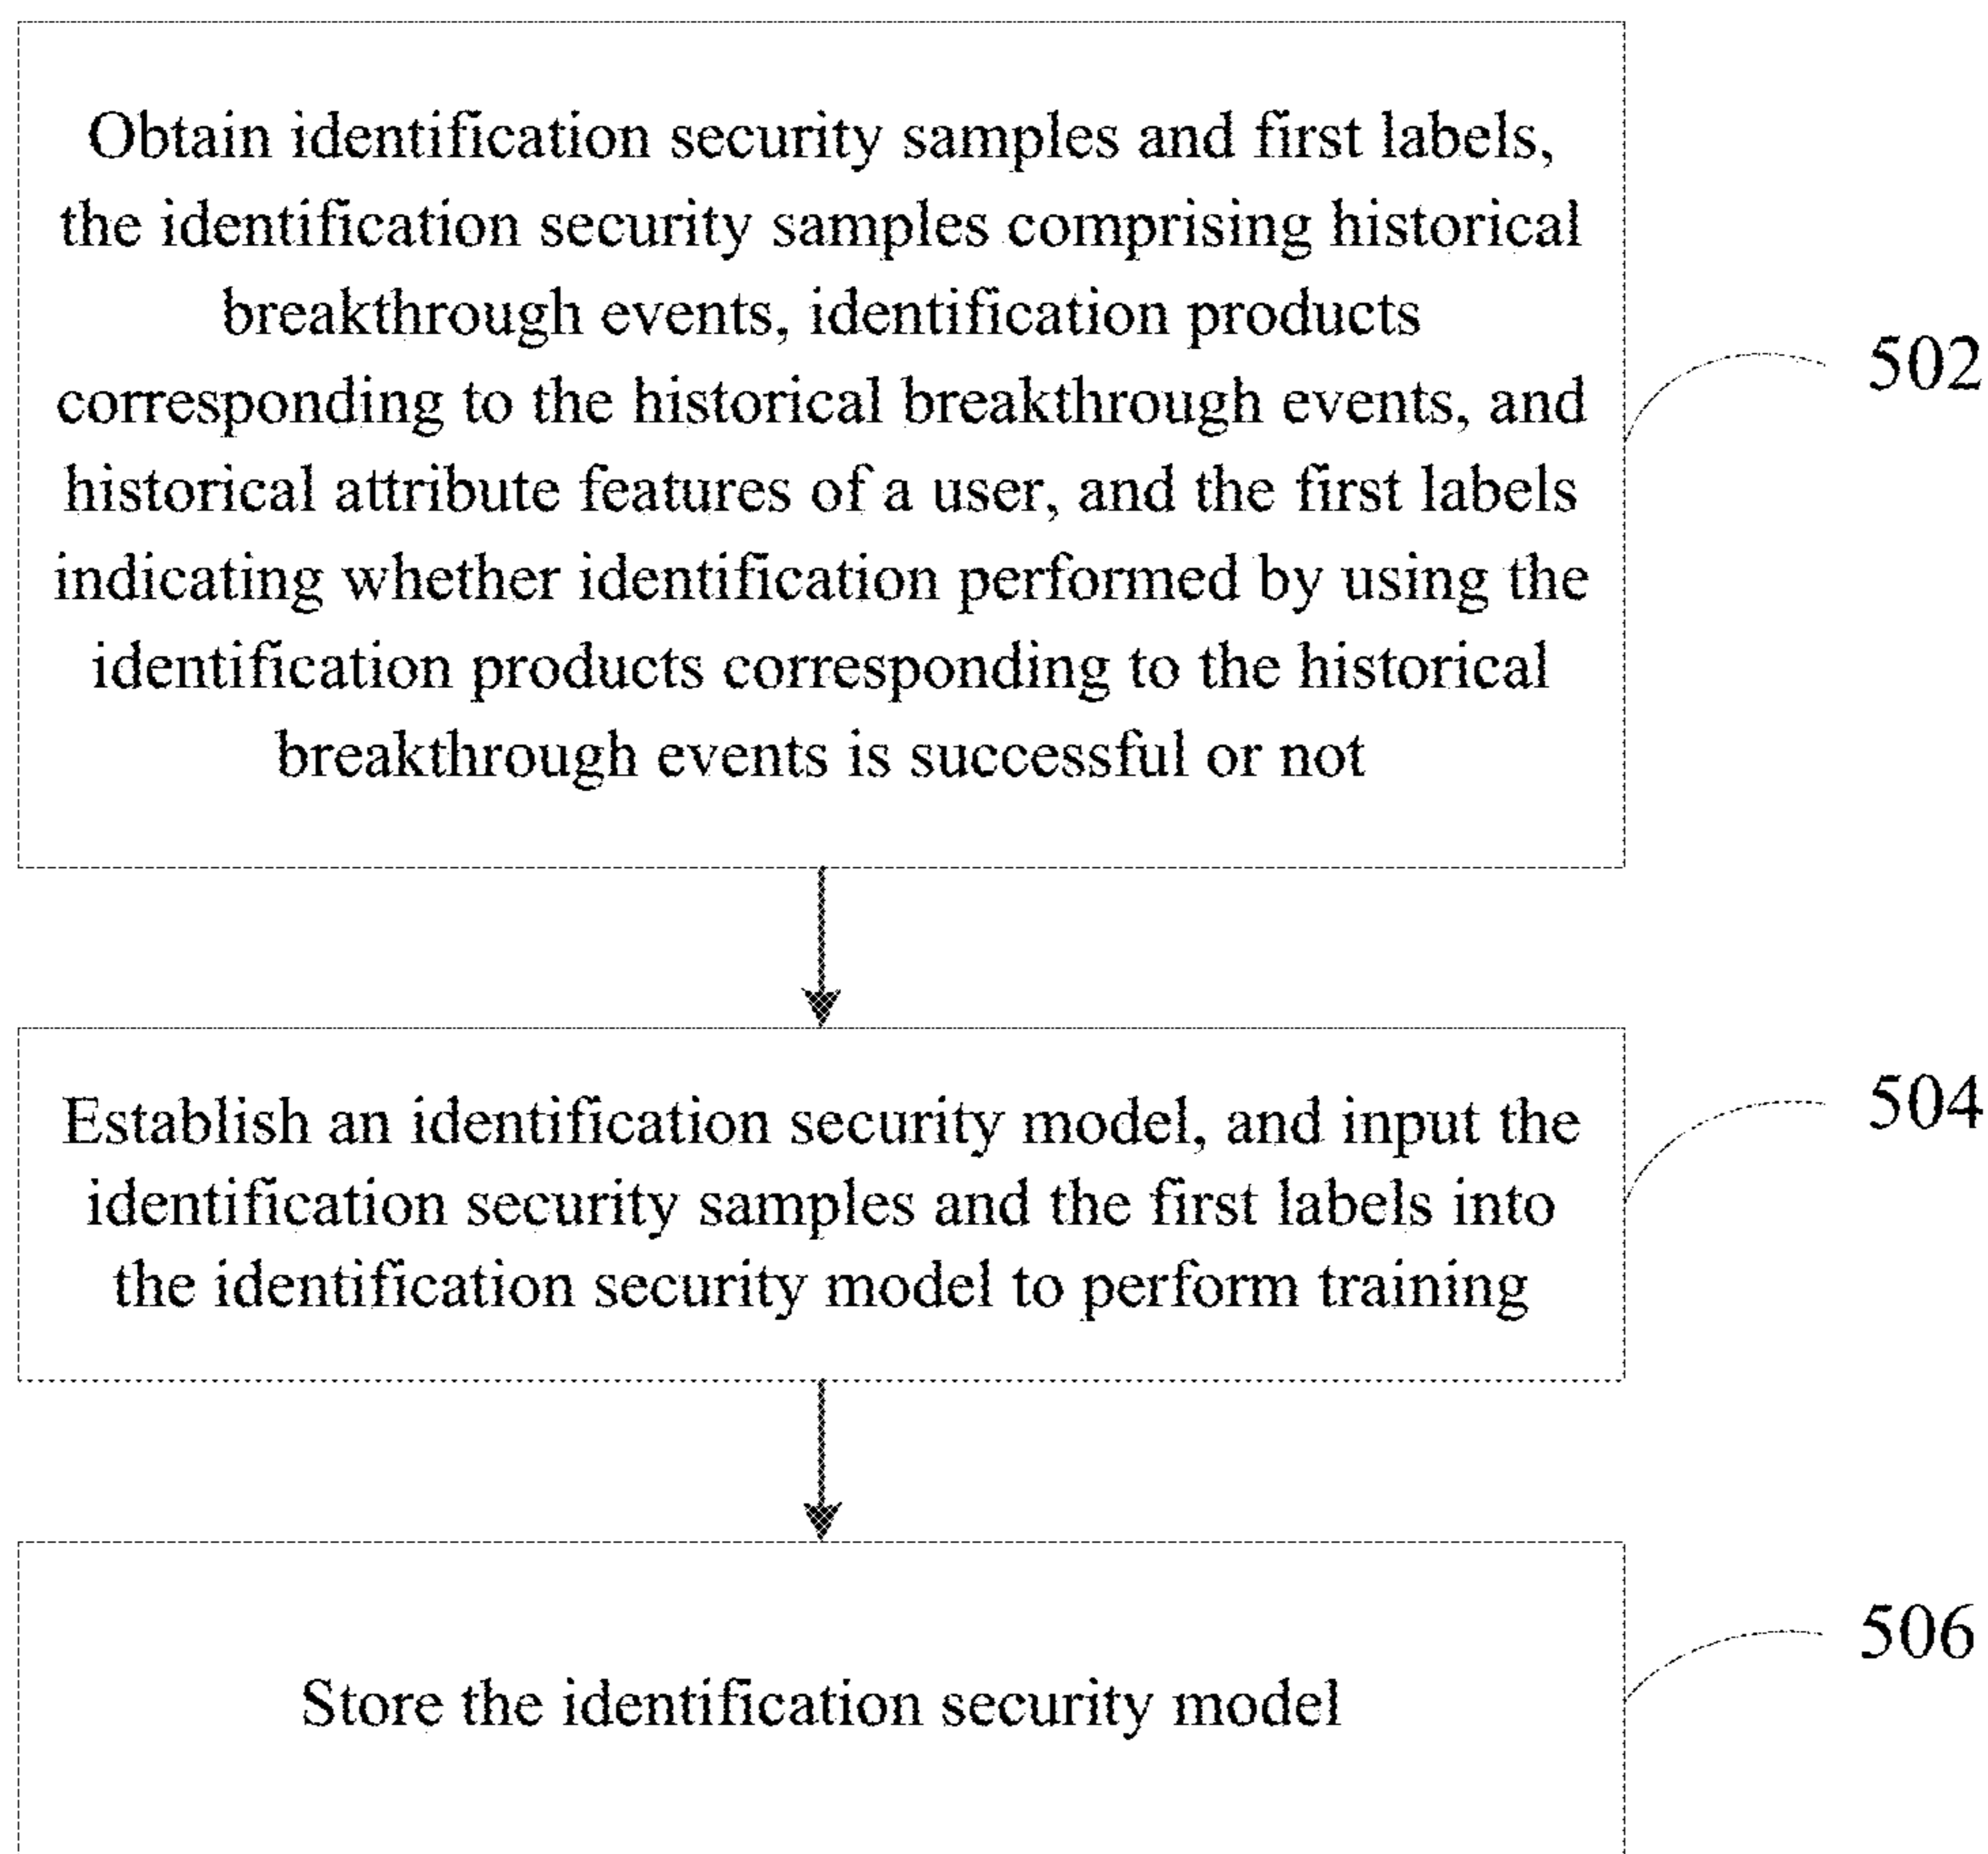 Obtain identification security samples and first labels,
the identification security samples comprising historical
breakthrough events, identification products
corresponding to the historical breakthrough events, and
historical attribute features of a user, and the first labels
indicating whether identification performed by using the
identification products corresponding to the historical
breakthrough events is successful or not
502
Establish an identification security model, and input the
identification security samples and the first labels into
the identification security model to perform training
504
Store the identification security model
506